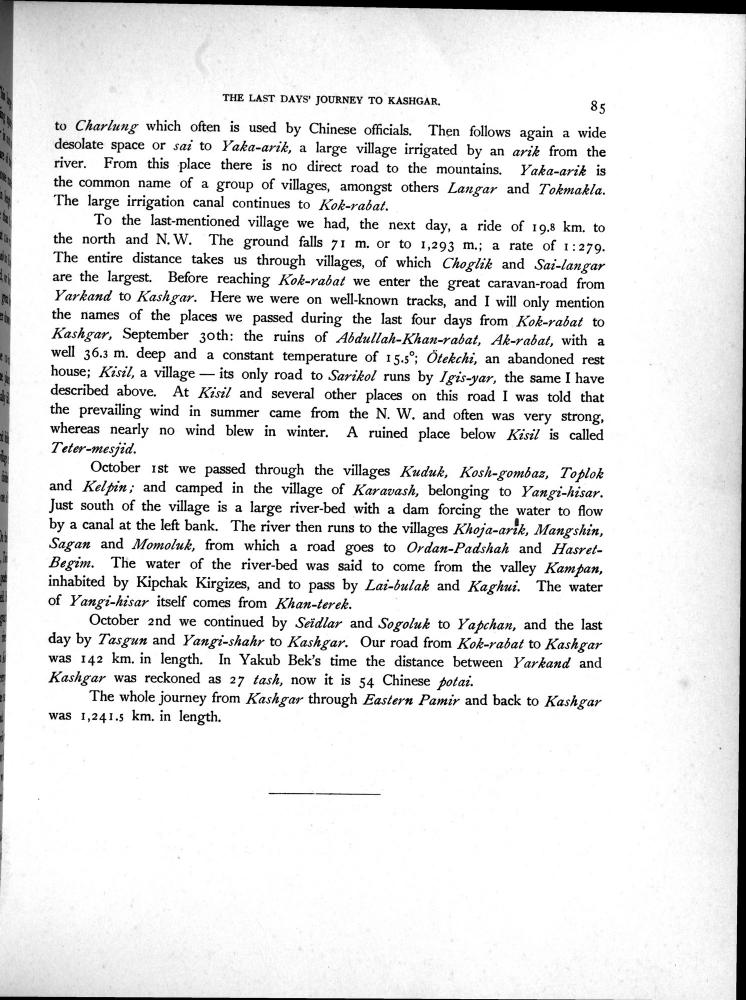 THE LAST DAYS' JOURNEY TO KASHGAR.
85
to Charlung which often is used by Chinese officials. Then follows again a wide
desolate space or sai to Yaka-arik, a large village irrigated by an arik from the
river. From this place there is no direct road to the mountains. Yaka-arik is
the common name of a group of villages, amongst others Langar and Tokmakla.
The large irrigation canal continues to Kok-rabat.
To the last-mentioned village we had, the next day, a ride of 19.8 km. to
the north and N. W. The ground falls 71 m. or to 1,293 m.; a rate of 1:279.
The entire distance takes us through villages, of which Choglik and Sai-langar
are the largest. Before reaching Kok-rabat we enter the great caravan-road from
Yarkand to Kashgar. Here we were on well-known tracks, and I will only mention
the names of the places we passed during the last four days from Kok-rabat to
Kashgar, September 30th: the ruins of Abdullah-Khan-rabat, Ak-rabat, with a
well 36.3 m. deep and a constant temperature of 15.5°; Ötekchi, an abandoned rest
house; Kisil, a village — its only road to Sarikol runs by Igis-yar, the same I have
described above. At Kisil and several other places on this road I was told that
the prevailing wind in summer came from the N. W. and often was very strong,
whereas nearly no wind blew in winter. A ruined place below Kisil is called
Teter-mesjid.
October 1st we passed through the villages Kuduk, Kosh-gombaz, Toplok
and Kelpin; and camped in the village of Karavash, belonging to Yangi-hisar.
Just south of the village is a large river-bed with a dam forcing the water to flow
by a canal at the left bank. The river then runs to the villages Khoja-arik, Mangshin,
Sagan and Momoluk, from which a road goes to Ordan-Padshah and Hasret-
Begim. The water of the river-bed was said to come from the valley Kampan,
inhabited by Kipchak Kirgizes, and to pass by Lai-bulak and Kaghui. The water
of Yangi-hisar itself comes from Khan-terek.
October 2nd we continued by Seïdlar and Sogoluk to Yapchan, and the last
day by Tasgun and Yangi-shahr to Kashgar. Our road from Kok-rabat to Kashgar
was 142 km. in length. In Yakub Bek's time the distance between Yarkand and
Kashgar was reckoned as 27 tash, now it is 54 Chinese potai.
The whole journey from Kashgar through Eastern Pamir and back to Kashgar
was 1,241.5 km. in length.